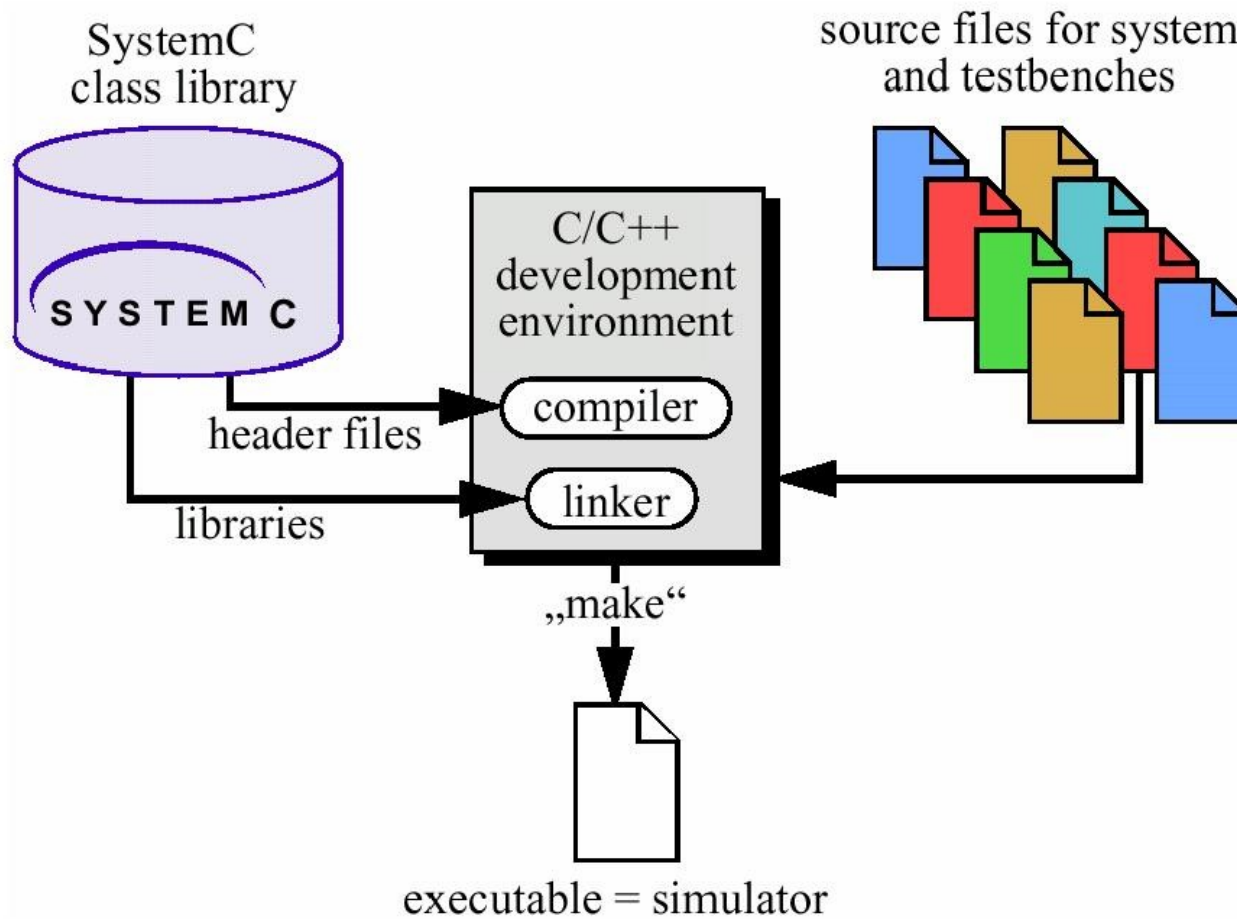 SystemC
class library
source files for system
and testbenches
SYSTEM C
C/C++
development
environment
compiler
header files
linker
libraries
„make“
executable = simulator